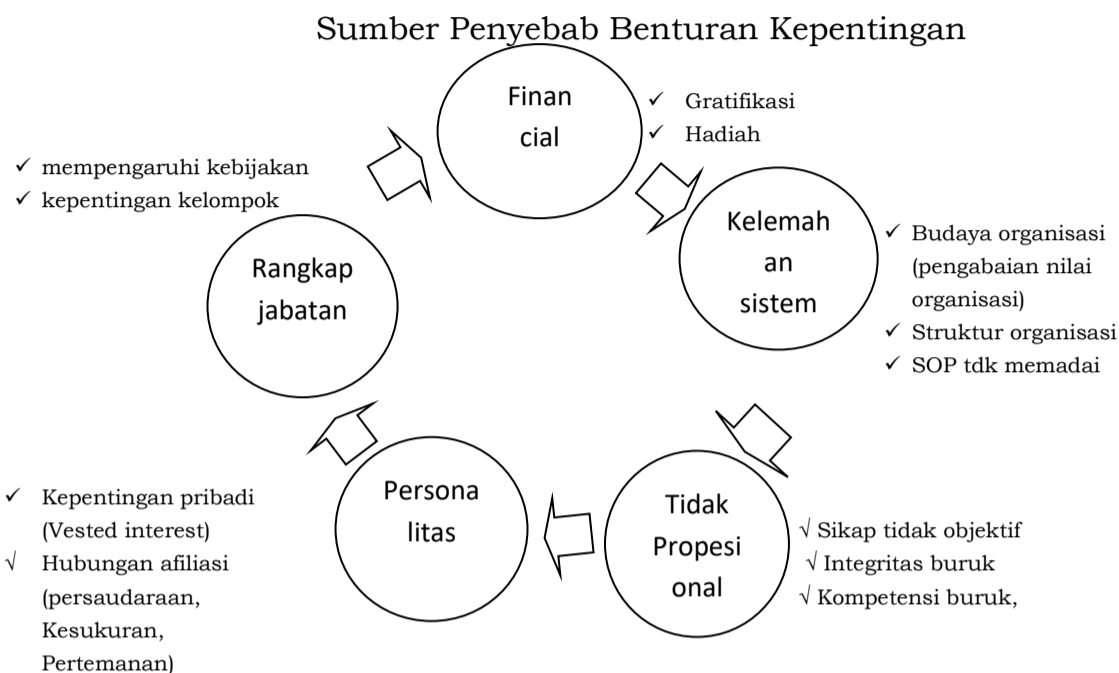 Sumber Penyebab Benturan Kepentingan
Finan
cial
✓ Gratifikasi
✓ Hadiah
Kelemah
an
sistem
✓ Budaya organisasi
(pengabaian nilai
organisasi)
✓ Struktur organisasi
✓ SOP tdk memadai
Tidak
Propesi
onal
√ Sikap tidak objektif
√ Integritas buruk
√ Kompetensi buruk,
Persona
litas
✓ Kepentingan pribadi
(Vested interest)
√ Hubungan afiliasi
(persaudaraan,
Kesukuran,
Pertemanan)
Rangkap
jabatan
✓ mempengaruhi kebijakan
✓ kepentingan kelompok